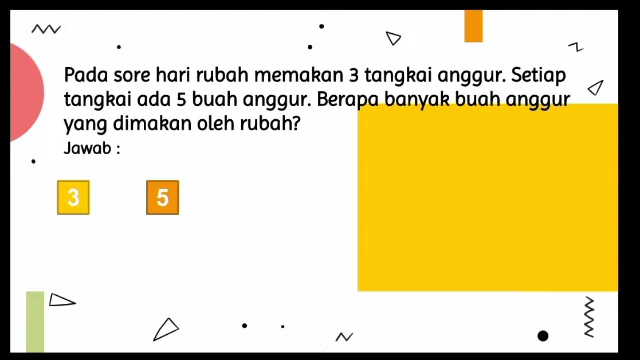 Pada sore hari rubah memakan 3 tangkai anggur. Setiap
tangkai ada 5 buah anggur. Berapa banyak buah anggur
yang dimakan oleh rubah?
Jawab :
3 5